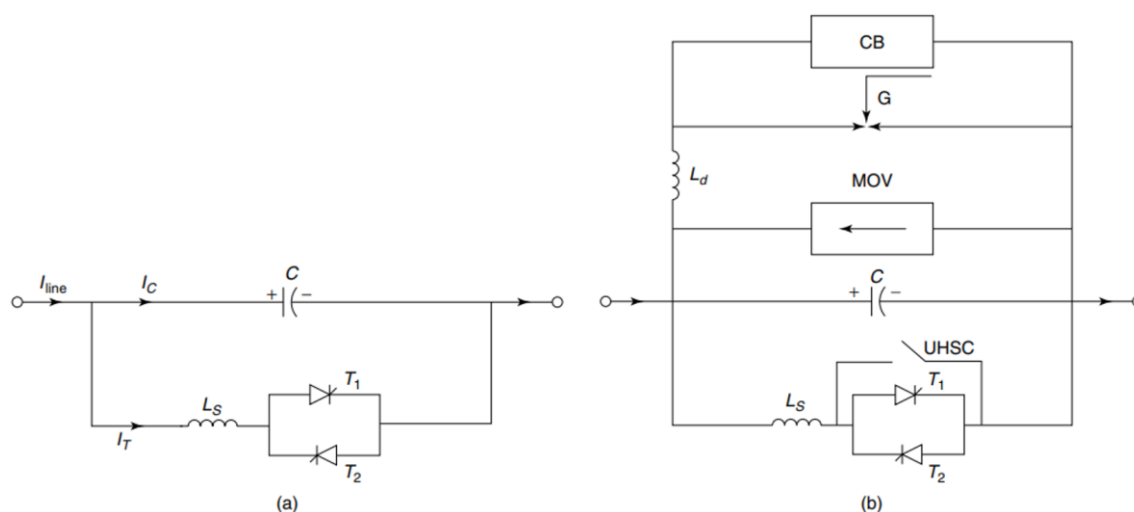 I_line
I_C
C
+
−
L_S
T_1
I_T
T_2
(a)
CB
G
L_d
MOV
C
+
−
UHSC
T_1
L_S
T_2
(b)